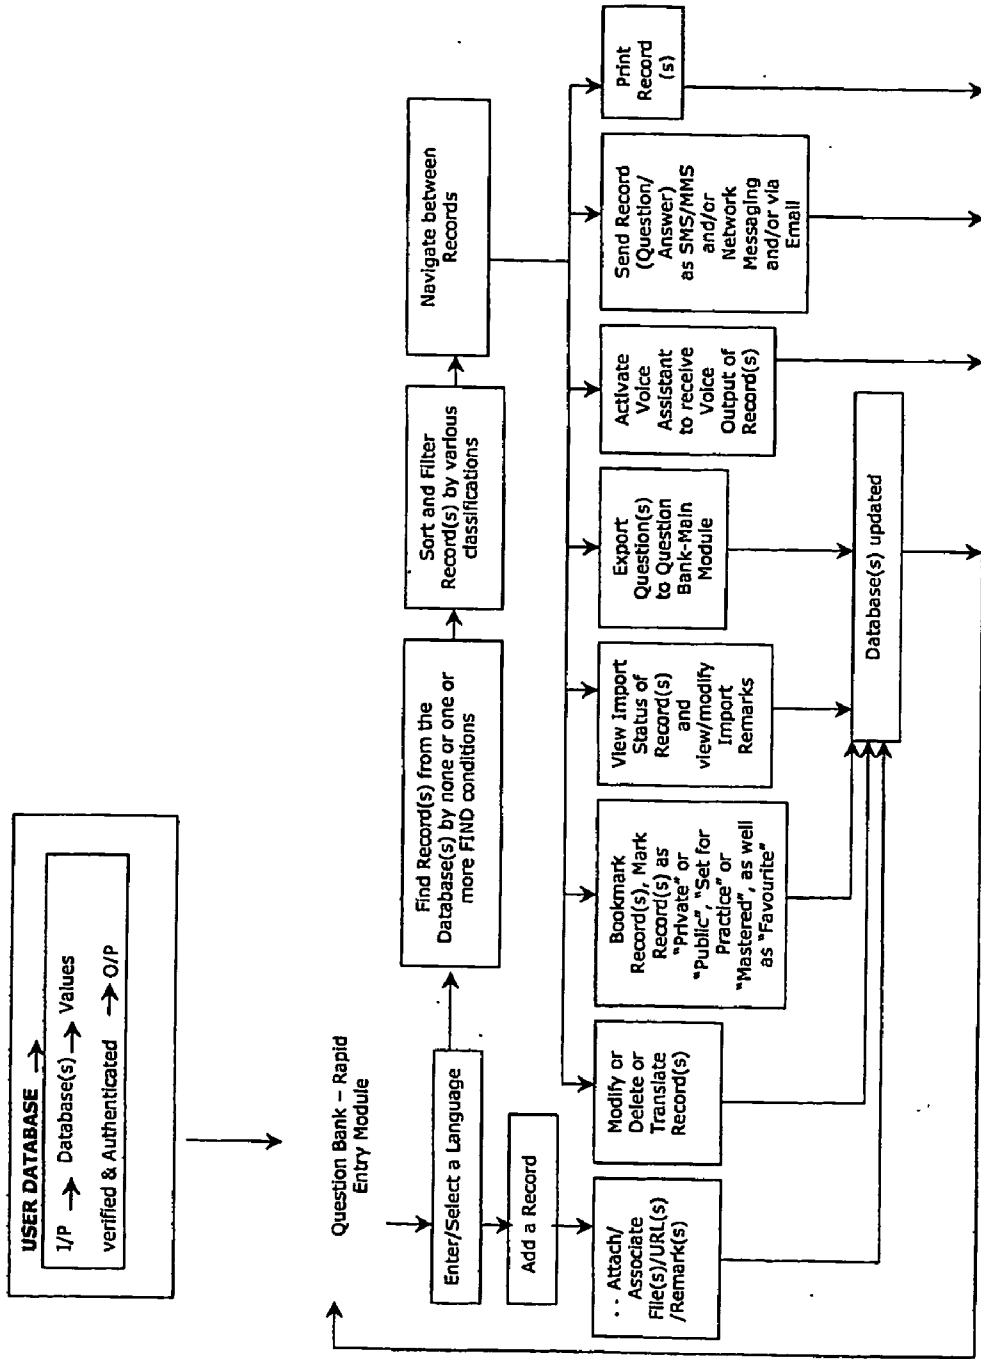 USER DATABASE
I/P → Database(s) → Values
verified & Authenticated → O/P
Question Bank – Rapid
Entry Module
Enter/Select a Language
Add a Record
Attach/
Associate
File(s)/URL(s)
/Remark(s)
Find Record(s) from the
Database(s) by none or one or
more FIND conditions
Sort and Filter
Record(s) by various
classifications
Navigate between
Records
Modify or
Delete or
Translate
Record(s)
Bookmark
Record(s), Mark
Record(s) as
"Private" or
"Public", "Set for
Practice" or
"Mastered", as well
as "Favourite"
View Import
Status of
Record(s)
and
view/modify
Import
Remarks
Export
Question(s)
to Question
Bank-Main
Module
Activate
Voice
Assistant
to receive
Voice
Output of
Record(s)
Send Record
(Question/
Answer)
as SMS/MMS
and/or
Network
Messaging
and/or via
Email
Print
Record
(s)
Database(s) updated